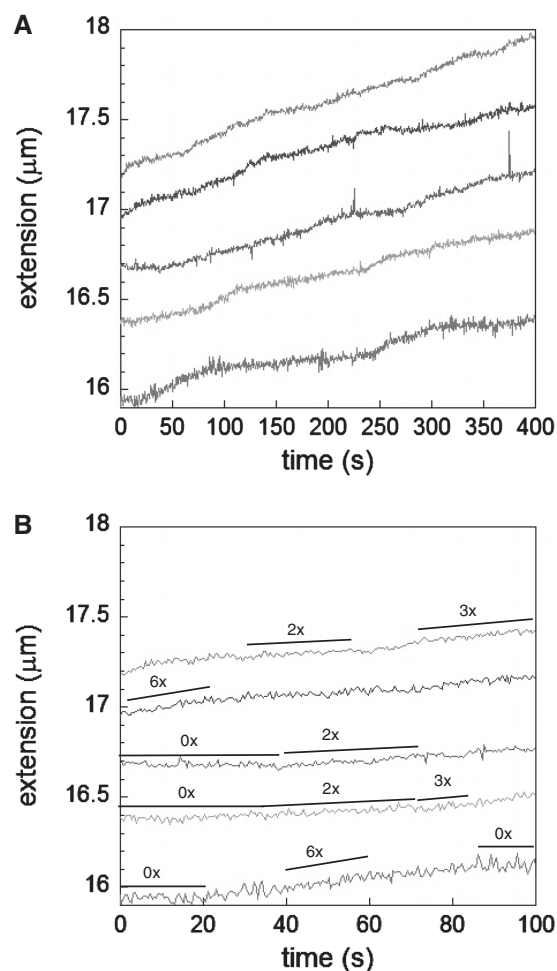 A
18
17.5
17
16.5
16
extension (μm)
0 50 100 150 200 250 300 350 400
time (s)
B
18
17.5
17
16.5
16
extension (μm)
2x
3x
6x
0x
2x
0x
2x
3x
0x
6x
0x
0 20 40 60 80 100
time (s)